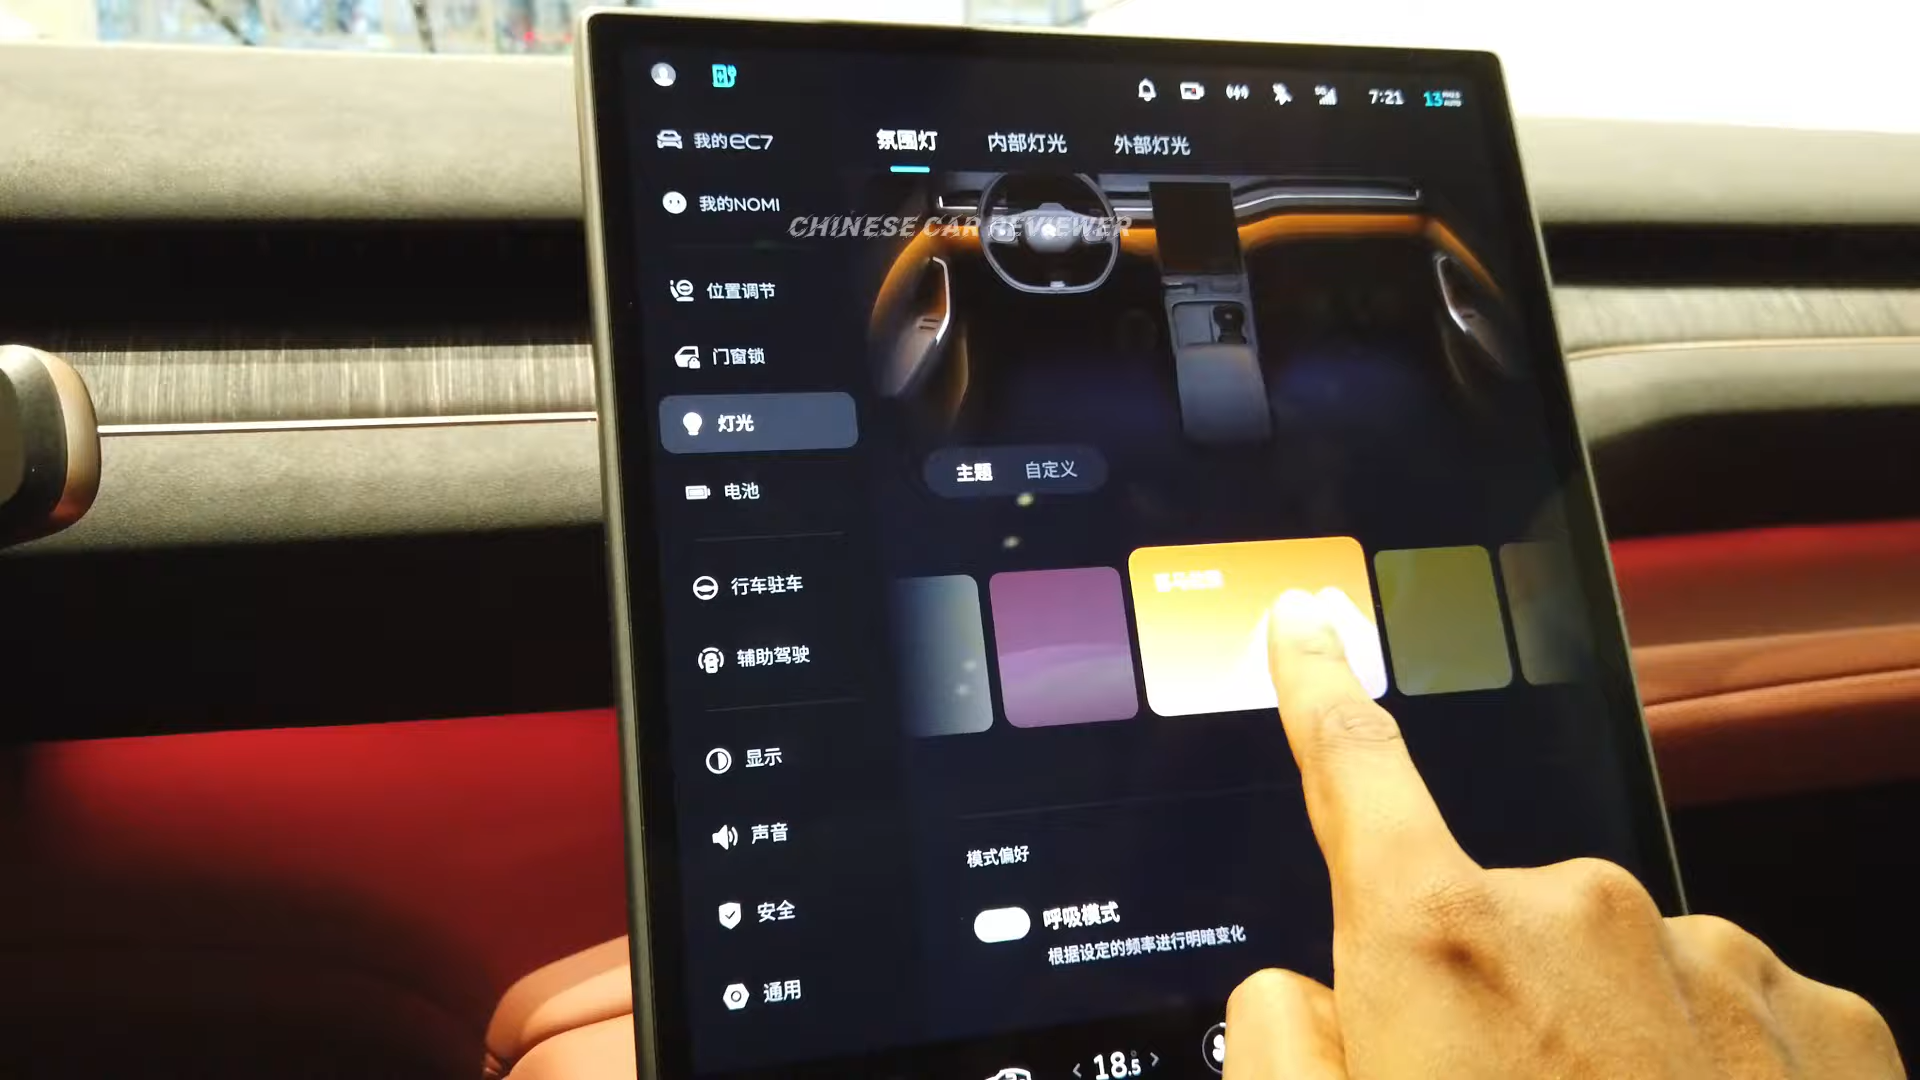 7:21
13 PM2.5 AUTO
我的ec7
氛围灯
内部灯光
外部灯光
我的NOMI
CHINESE CAR REVIEWER
位置调节
门窗锁
灯光
主题
自定义
电池
行车驻车
辅助驾驶
显示
声音
模式偏好
安全
呼吸模式
根据设定的频率进行明暗变化
通用
18.5